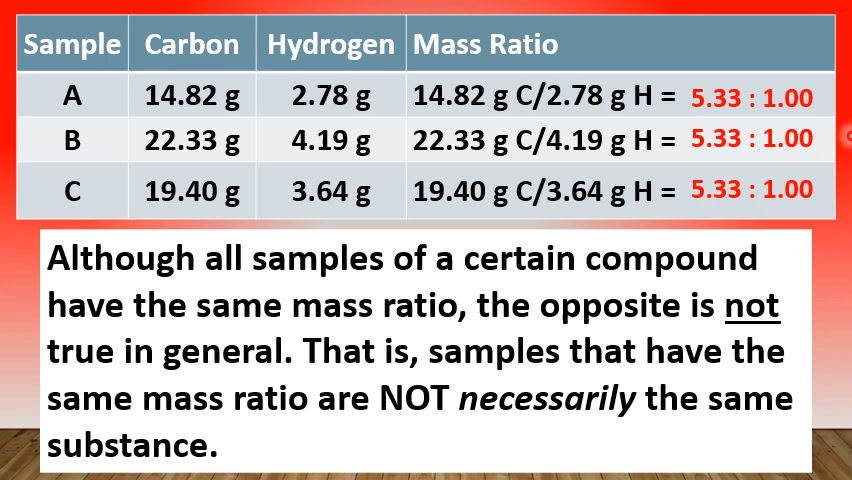 Sample Carbon Hydrogen Mass Ratio
A 14.82 g 2.78 g 14.82 g C/2.78 g H = 5.33 : 1.00
B 22.33 g 4.19 g 22.33 g C/4.19 g H = 5.33 : 1.00
C 19.40 g 3.64 g 19.40 g C/3.64 g H = 5.33 : 1.00
Although all samples of a certain compound
have the same mass ratio, the opposite is not
true in general. That is, samples that have the
same mass ratio are NOT necessarily the same
substance.